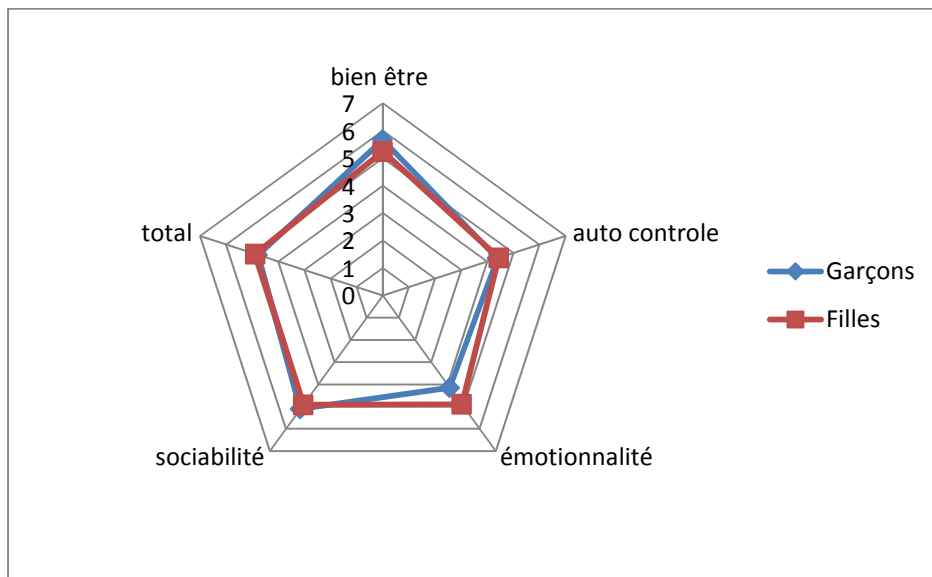 bien être
7
6
5
4
3
2
1
0
total
auto controle
sociabilité
émotionnalité
Garçons
Filles